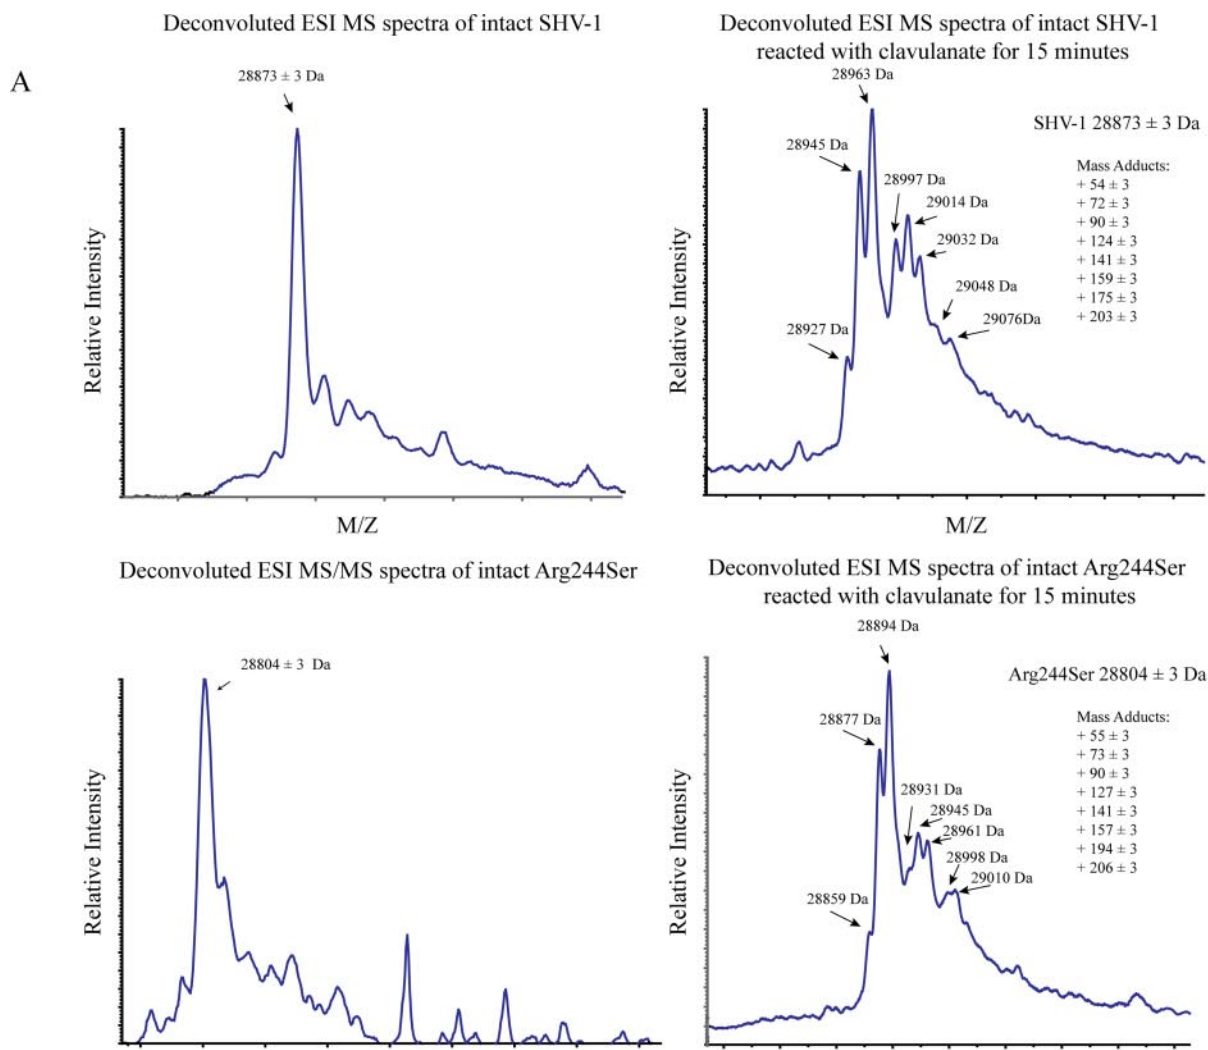 Deconvoluted ESI MS spectra of intact SHV-1
A
28873 ± 3 Da
Relative Intensity
M/Z
Deconvoluted ESI MS spectra of intact SHV-1
reacted with clavulanate for 15 minutes
28963 Da
SHV-1 28873 ± 3 Da
28945 Da
28997 Da
29014 Da
29032 Da
29048 Da
29076Da
28927 Da
Mass Adducts:
+ 54 ± 3
+ 72 ± 3
+ 90 ± 3
+ 124 ± 3
+ 141 ± 3
+ 159 ± 3
+ 175 ± 3
+ 203 ± 3
Relative Intensity
M/Z
Deconvoluted ESI MS/MS spectra of intact Arg244Ser
28804 ± 3 Da
Relative Intensity
Deconvoluted ESI MS spectra of intact Arg244Ser
reacted with clavulanate for 15 minutes
28894 Da
Arg244Ser 28804 ± 3 Da
28877 Da
28931 Da
28945 Da
28961 Da
28998 Da
29010 Da
28859 Da
Mass Adducts:
+ 55 ± 3
+ 73 ± 3
+ 90 ± 3
+ 127 ± 3
+ 141 ± 3
+ 157 ± 3
+ 194 ± 3
+ 206 ± 3
Relative Intensity